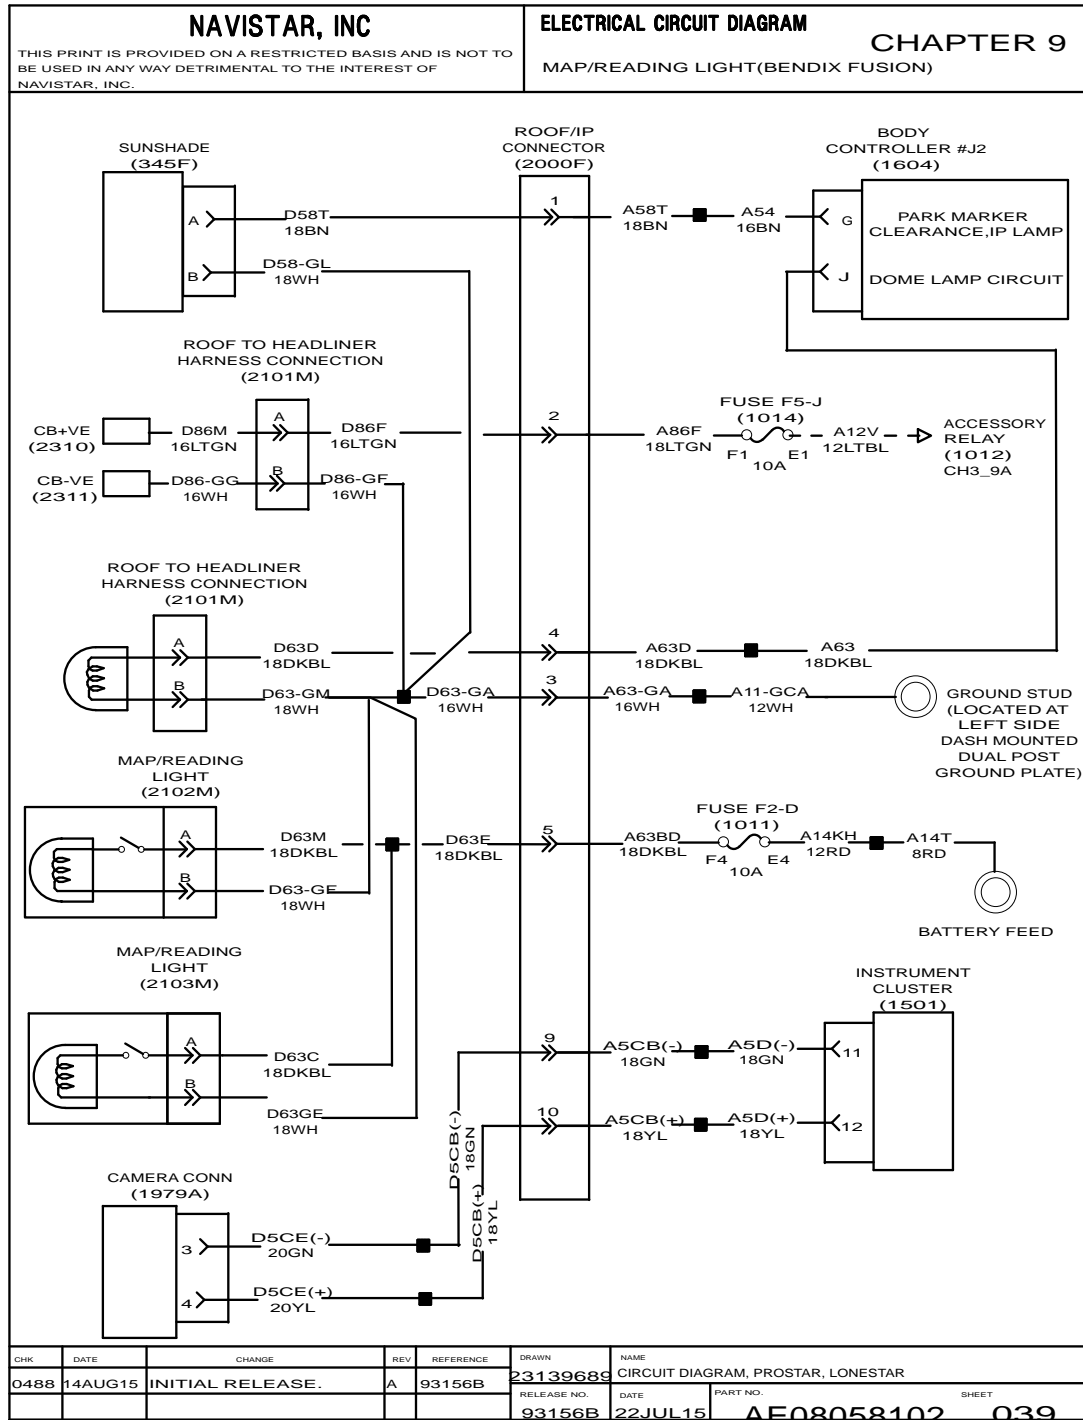 NAVISTAR, INC
THIS PRINT IS PROVIDED ON A RESTRICTED BASIS AND IS NOT TO
BE USED IN ANY WAY DETRIMENTAL TO THE INTEREST OF
NAVISTAR, INC.
ELECTRICAL CIRCUIT DIAGRAM
CHAPTER 9
MAP/READING LIGHT(BENDIX FUSION)
SUNSHADE
(345F)
A
D58T
18BN
B
D58-GL
18WH
ROOF/IP
CONNECTOR
(2000F)
1
A58T
18BN
A54
16BN
BODY
CONTROLLER #J2
(1604)
G
PARK MARKER
CLEARANCE,IP LAMP
J
DOME LAMP CIRCUIT
ROOF TO HEADLINER
HARNESS CONNECTION
(2101M)
CB+VE
(2310)
D86M
16LTGN
A
D86F
16LTGN
2
A86F
18LTGN
FUSE F5-J
(1014)
F1
E1
10A
A12V
12LTBL
ACCESSORY
RELAY
(1012)
CH3_9A
CB-VE
(2311)
D86-GG
16WH
B
D86-GF
16WH
ROOF TO HEADLINER
HARNESS CONNECTION
(2101M)
A
D63D
18DKBL
4
A63D
18DKBL
A63
18DKBL
B
D63-GM
18WH
D63-GA
16WH
3
A63-GA
16WH
A11-GCA
12WH
GROUND STUD
(LOCATED AT
LEFT SIDE
DASH MOUNTED
DUAL POST
GROUND PLATE)
MAP/READING
LIGHT
(2102M)
A
D63M
18DKBL
D63E
18DKBL
5
A63BD
18DKBL
FUSE F2-D
(1011)
F4
E4
10A
A14KH
12RD
A14T
8RD
BATTERY FEED
B
D63-GE
18WH
MAP/READING
LIGHT
(2103M)
A
D63C
18DKBL
B
D63GE
18WH
INSTRUMENT
CLUSTER
(1501)
9
A5CB(-)
18GN
A5D(-)
18GN
11
10
A5CB(+)
18YL
A5D(+)
18YL
12
D5CB(-)
18GN
D5CB(+)
18YL
CAMERA CONN
(1979A)
3
D5CE(-)
20GN
4
D5CE(+)
20YL
CHK DATE CHANGE REV REFERENCE
0488 14AUG15 INITIAL RELEASE. A 93156B
DRAWN
23139689
NAME
CIRCUIT DIAGRAM, PROSTAR, LONESTAR
RELEASE NO.
93156B
DATE
22JUL15
PART NO.
AE08058102
SHEET
039